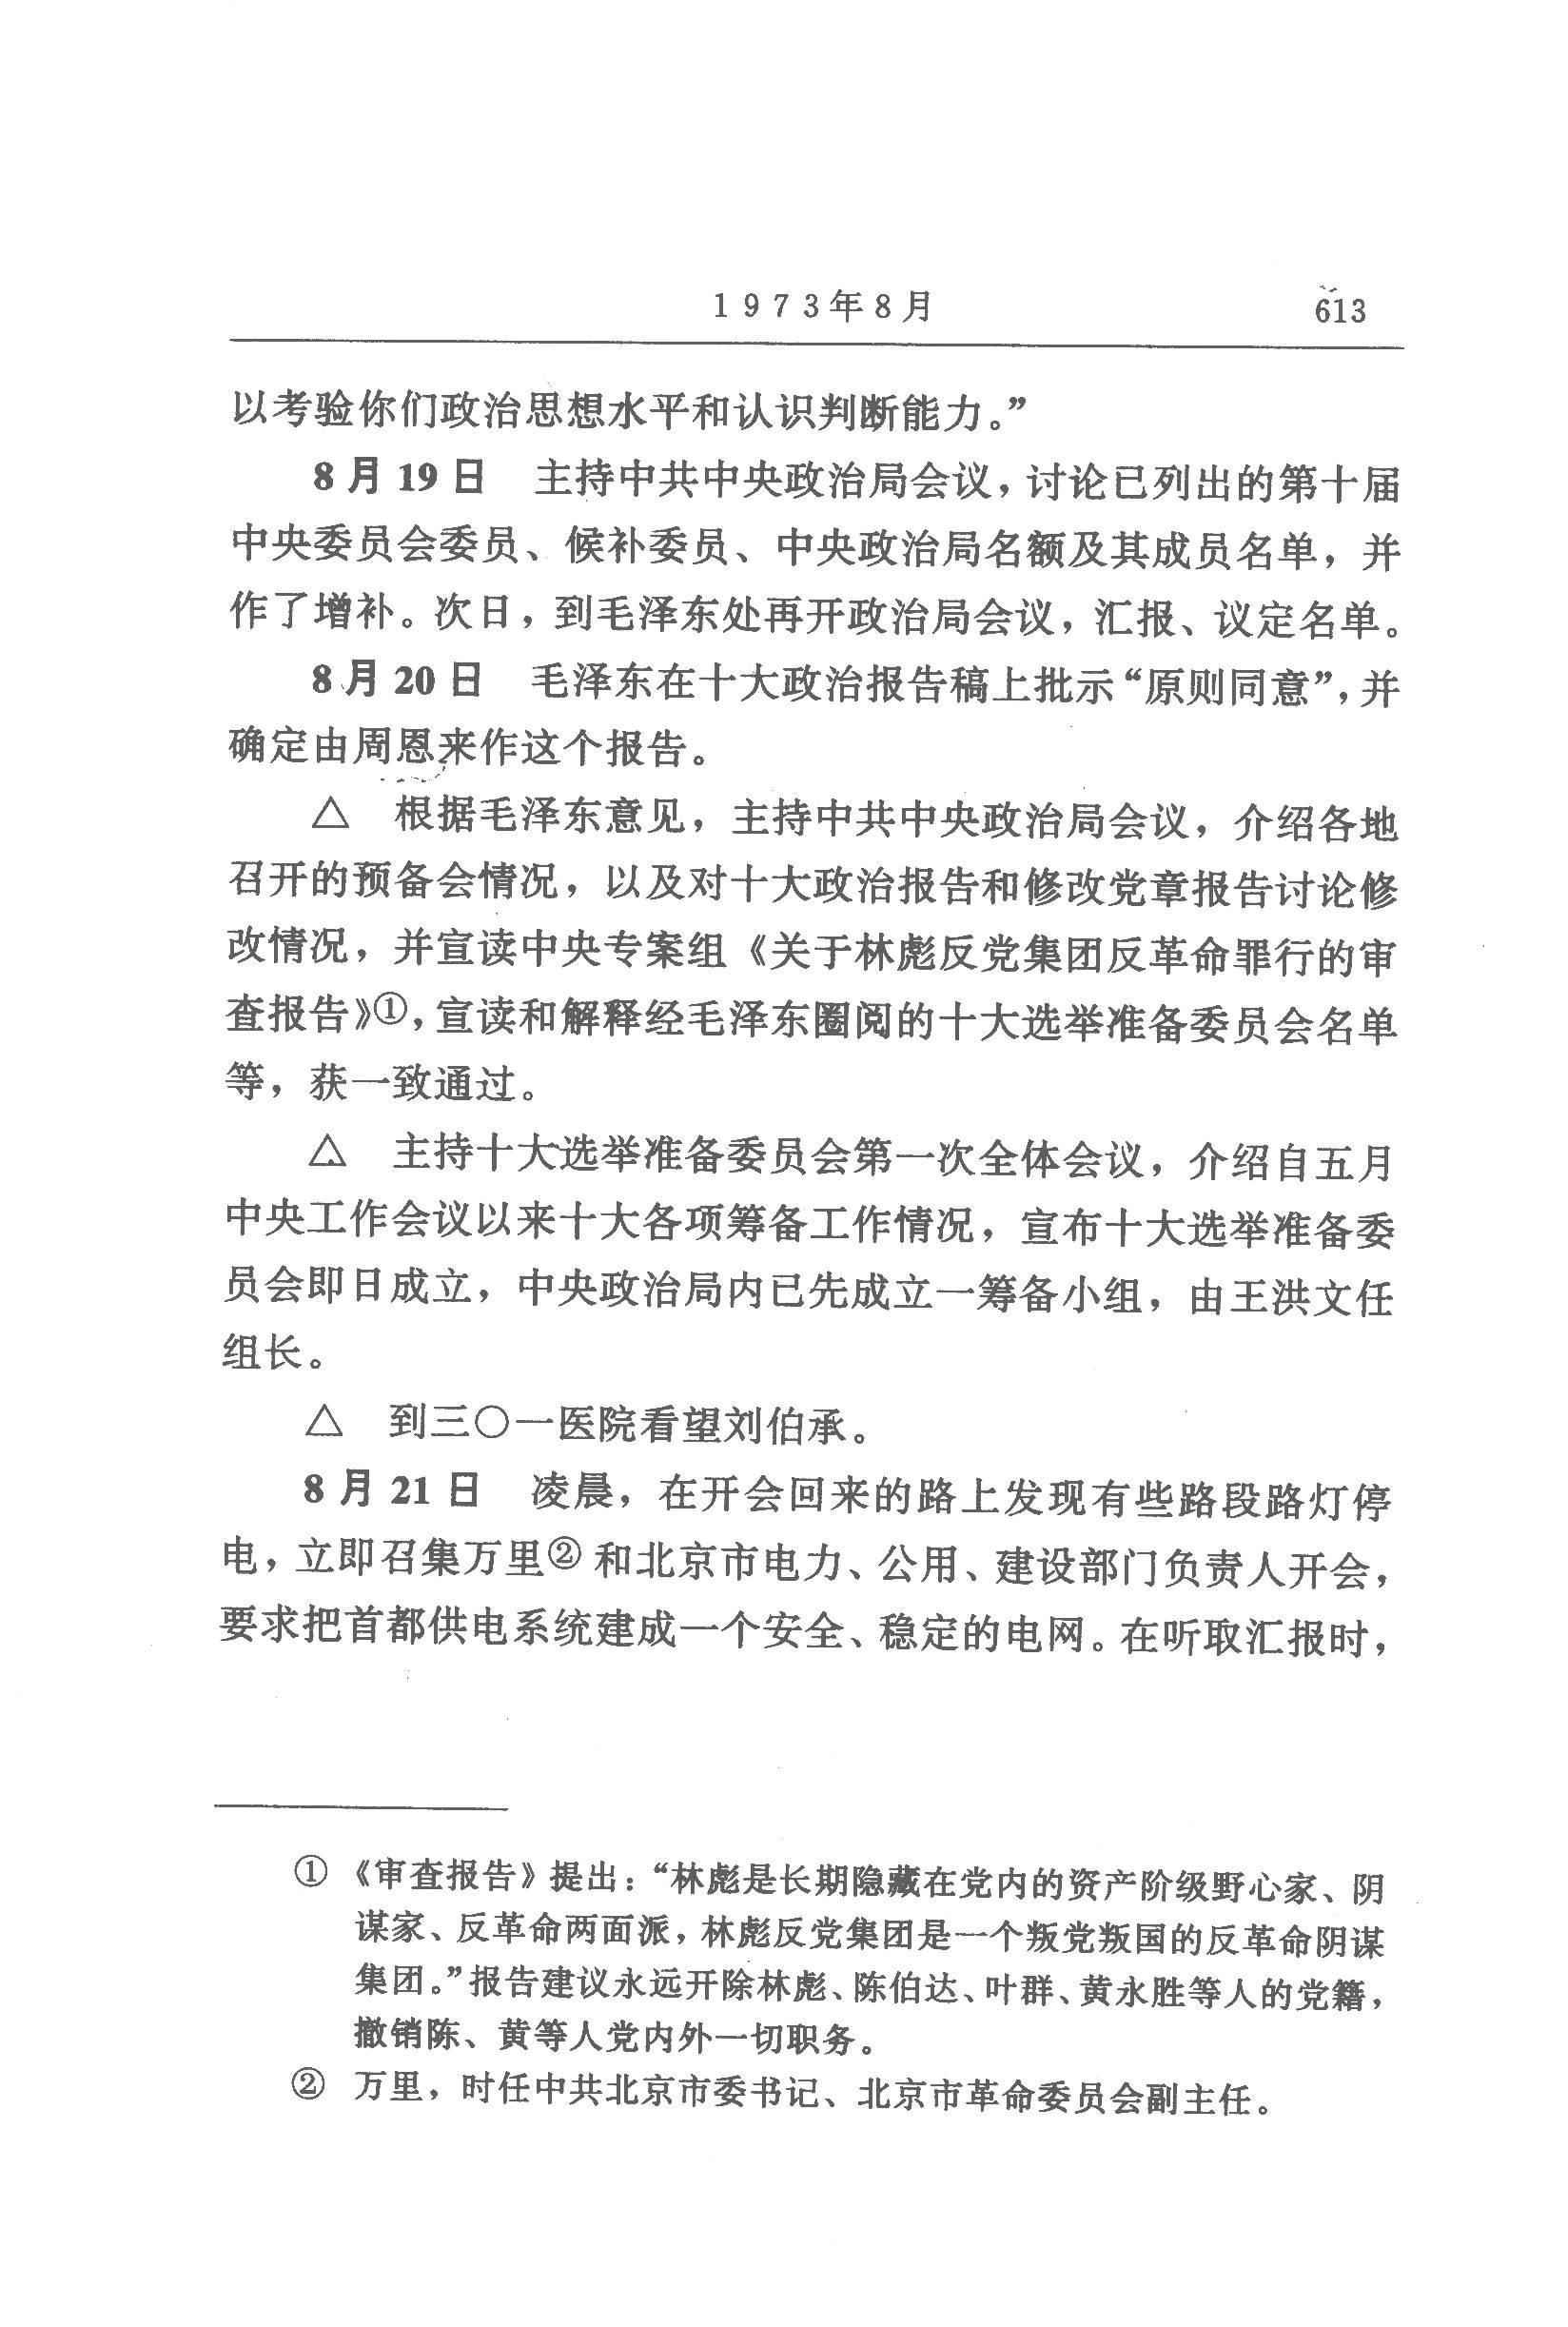 1973年8月 613
以考验你们政治思想水平和认识判断能力。”
8月19日 主持中共中央政治局会议，讨论已列出的第十届
中央委员会委员、候补委员、中央政治局名额及其成员名单，并
作了增补。次日，到毛泽东处再开政治局会议，汇报、议定名单。
8月20日 毛泽东在十大政治报告稿上批示“原则同意”，并
确定由周恩来作这个报告。
△ 根据毛泽东意见，主持中共中央政治局会议，介绍各地
召开的预备会情况，以及对十大政治报告和修改党章报告讨论修
改情况，并宣读中央专案组《关于林彪反党集团反革命罪行的审
查报告》①，宣读和解释经毛泽东圈阅的十大选举准备委员会名单
等，获一致通过。
△ 主持十大选举准备委员会第一次全体会议，介绍自五月
中央工作会议以来十大各项筹备工作情况，宣布十大选举准备委
员会即日成立，中央政治局内已先成立一筹备小组，由王洪文任
组长。
△ 到三〇一医院看望刘伯承。
8月21日 凌晨，在开会回来的路上发现有些路段路灯停
电，立即召集万里②和北京市电力、公用、建设部门负责人开会，
要求把首都供电系统建成一个安全、稳定的电网。在听取汇报时，
① 《审查报告》提出：“林彪是长期隐藏在党内的资产阶级野心家、阴
谋家、反革命两面派，林彪反党集团是一个叛党叛国的反革命阴谋
集团。”报告建议永远开除林彪、陈伯达、叶群、黄永胜等人的党籍，
撤销陈、黄等人党内外一切职务。
② 万里，时任中共北京市委书记、北京市革命委员会副主任。